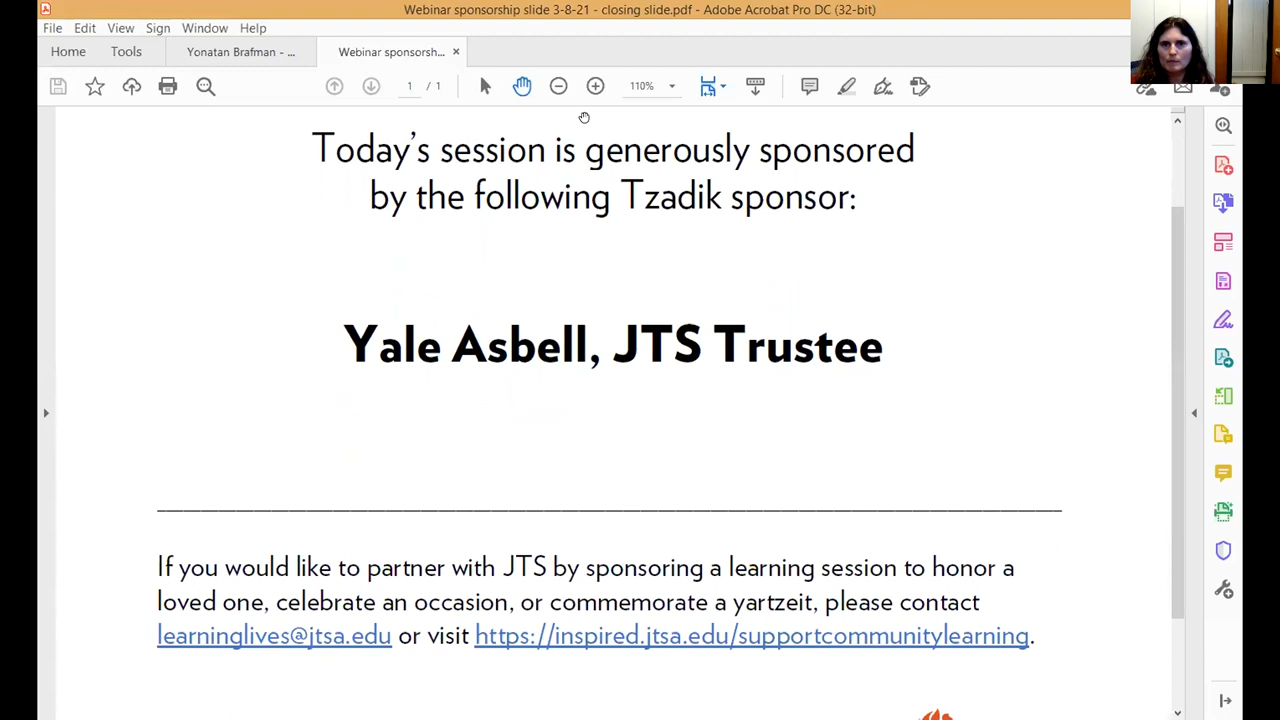 Webinar sponsorship slide 3-8-21 - closing slide.pdf - Adobe Acrobat Pro DC (32-bit)
File Edit View Sign Window Help
Home Tools Yonatan Brafman - ... Webinar sponsorsh... ×
1 / 1 110%
Today's session is generously sponsored
by the following Tzadik sponsor:
Yale Asbell, JTS Trustee
If you would like to partner with JTS by sponsoring a learning session to honor a
loved one, celebrate an occasion, or commemorate a yartzeit, please contact
learninglives@jtsa.edu or visit https://inspired.jtsa.edu/supportcommunitylearning.